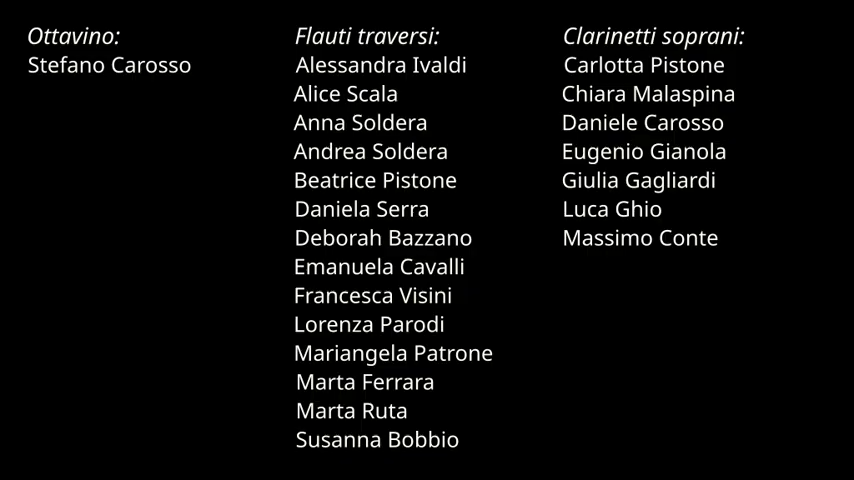 Ottavino:
Stefano Carosso
Flauti traversi:
Alessandra Ivaldi
Alice Scala
Anna Soldera
Andrea Soldera
Beatrice Pistone
Daniela Serra
Deborah Bazzano
Emanuela Cavalli
Francesca Visini
Lorenza Parodi
Mariangela Patrone
Marta Ferrara
Marta Ruta
Susanna Bobbio
Clarinetti soprani:
Carlotta Pistone
Chiara Malaspina
Daniele Carosso
Eugenio Gianola
Giulia Gagliardi
Luca Ghio
Massimo Conte